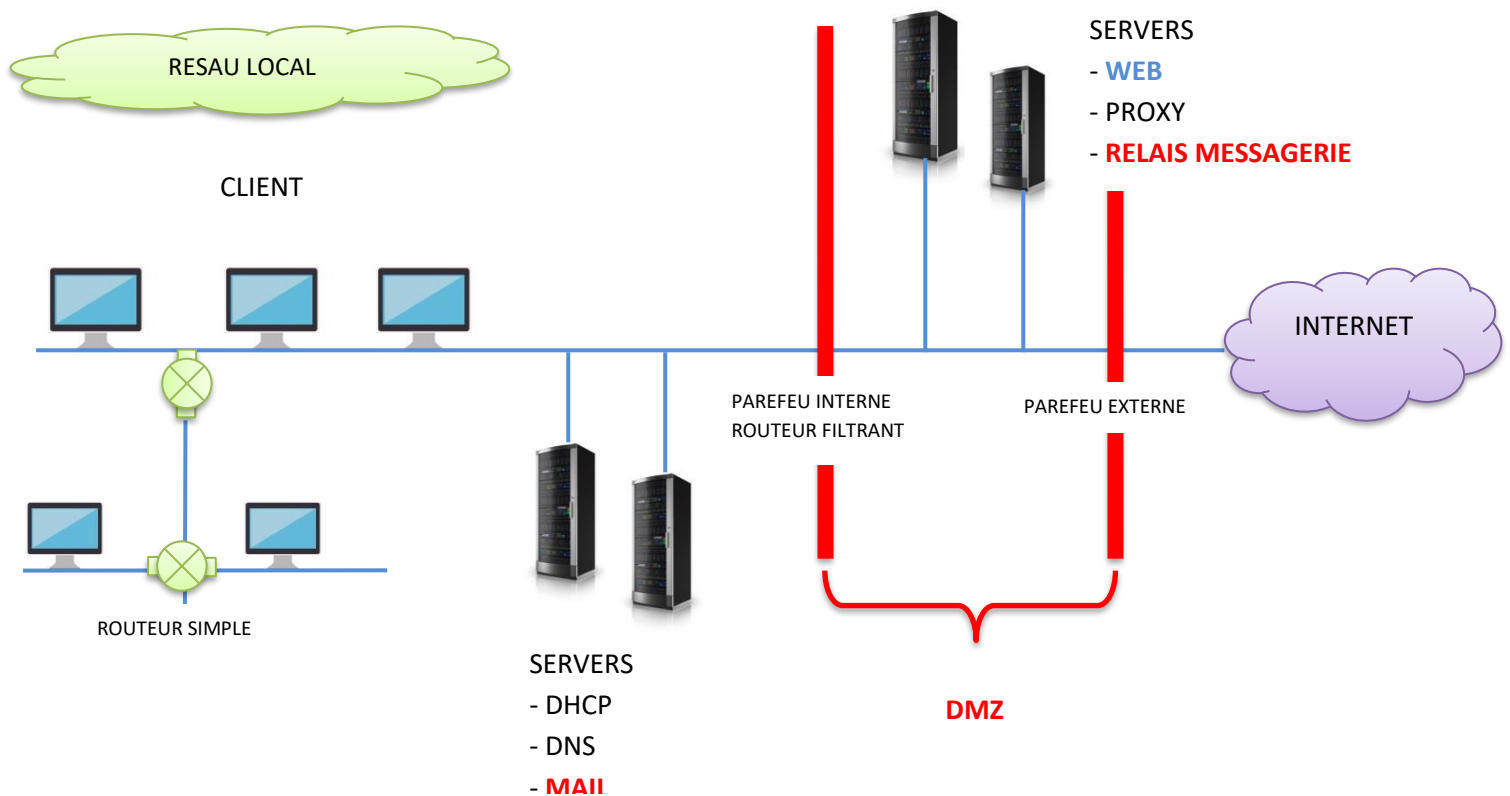 RESAU LOCAL
CLIENT
SERVERS
- WEB
- PROXY
- RELAIS MESSAGERIE
INTERNET
PAREFEU INTERNE
ROUTEUR FILTRANT
PAREFEU EXTERNE
ROUTEUR SIMPLE
SERVERS
- DHCP
- DNS
- MAIL
DMZ